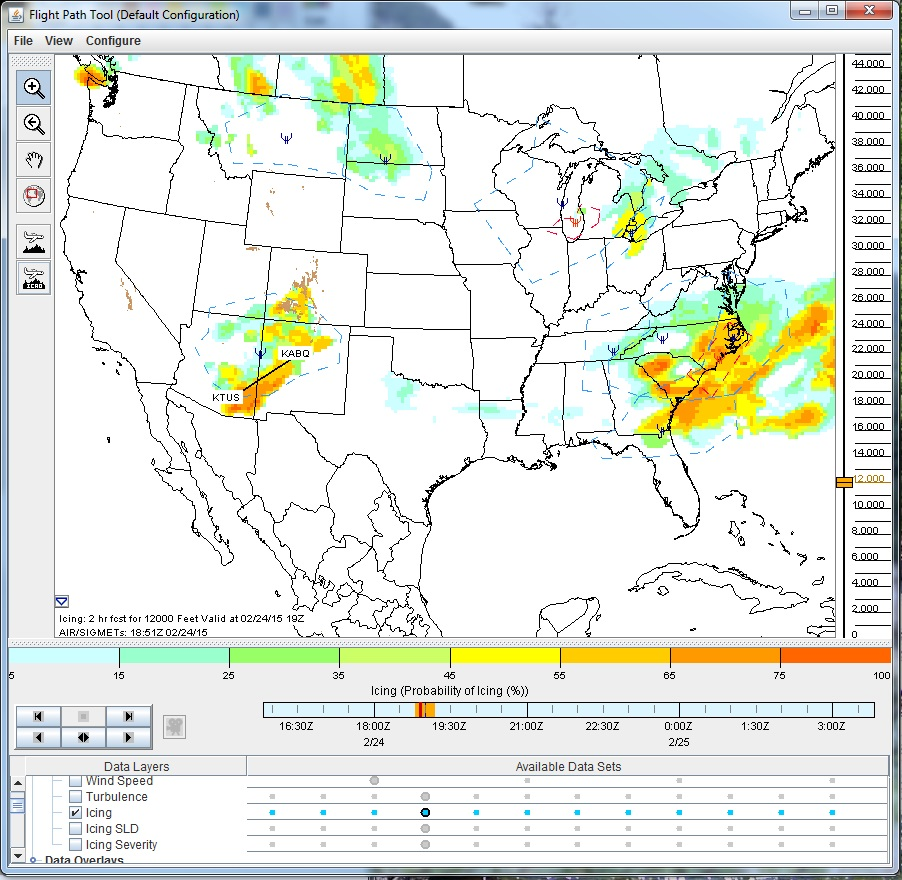 Flight Path Tool (Default Configuration)
File View Configure
44.000
42.000
40.000
38.000
36.000
34.000
32.000
30.000
28.000
26.000
24.000
22.000
20.000
18.000
16.000
14.000
12.000
10.000
8.000
6.000
4.000
2.000
0
ICAO
KABQ
KTUS
Icing: 2 hr fcst for 12000 Feet Valid at 02/24/15 19Z
AIR/SIGMETs: 18:51Z 02/24/15
5 15 25 35 45 55 65 75 100
Icing (Probability of Icing (%))
16:30Z 18:00Z 19:30Z 21:00Z 22:30Z 0:00Z 1:30Z 3:00Z
2/24 2/25
Data Layers Available Data Sets
Wind Speed
Turbulence
Icing
Icing SLD
Icing Severity
Data Overlays